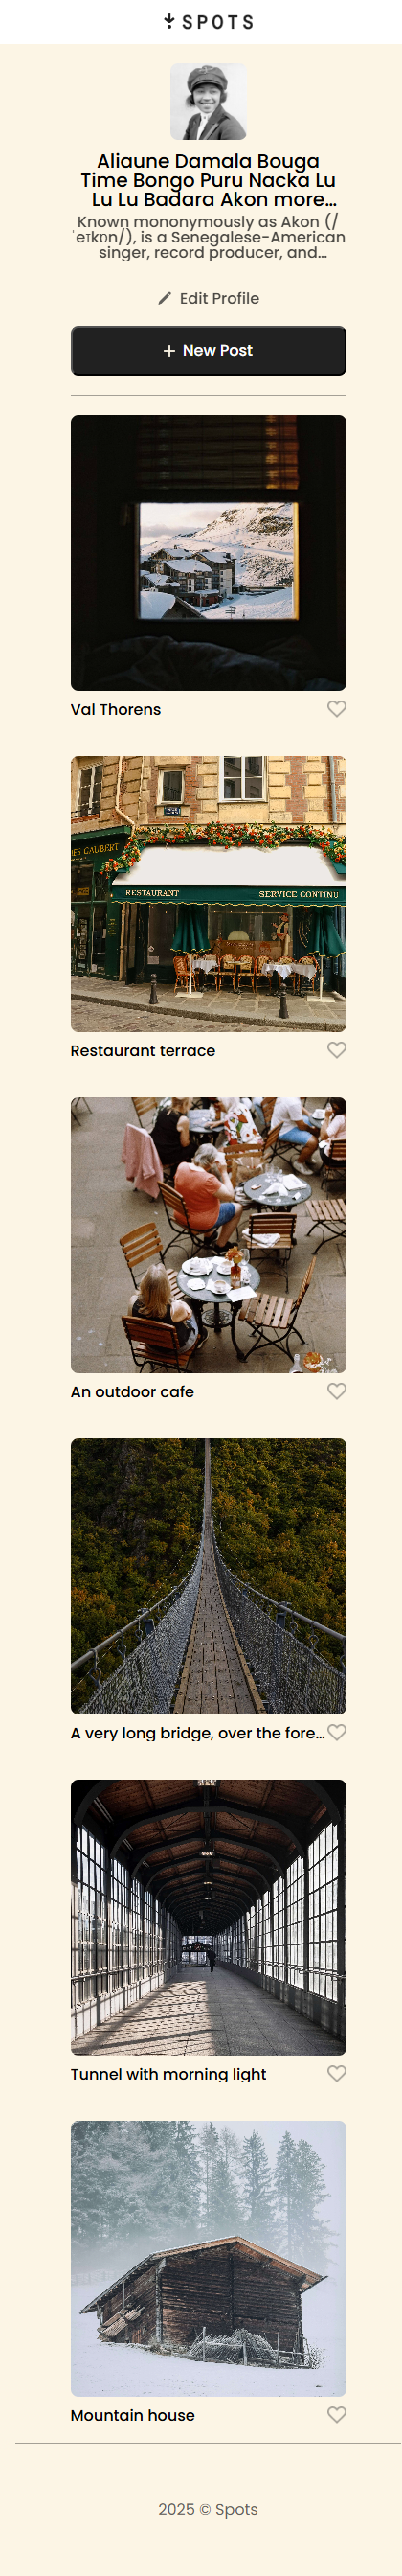 SPOTS
Aliaune Damala Bouga
Time Bongo Puru Nacka Lu
Lu Lu Badara Akon more...
Known mononymously as Akon (/
ˈeɪkɒn/), is a Senegalese-American
singer, record producer, and...
Edit Profile
+ New Post
Val Thorens
ES GAUBERT
RESTAURANT
SERVICE CONTINU
Restaurant terrace
An outdoor cafe
A very long bridge, over the fore...
Tunnel with morning light
Mountain house
2025 © Spots